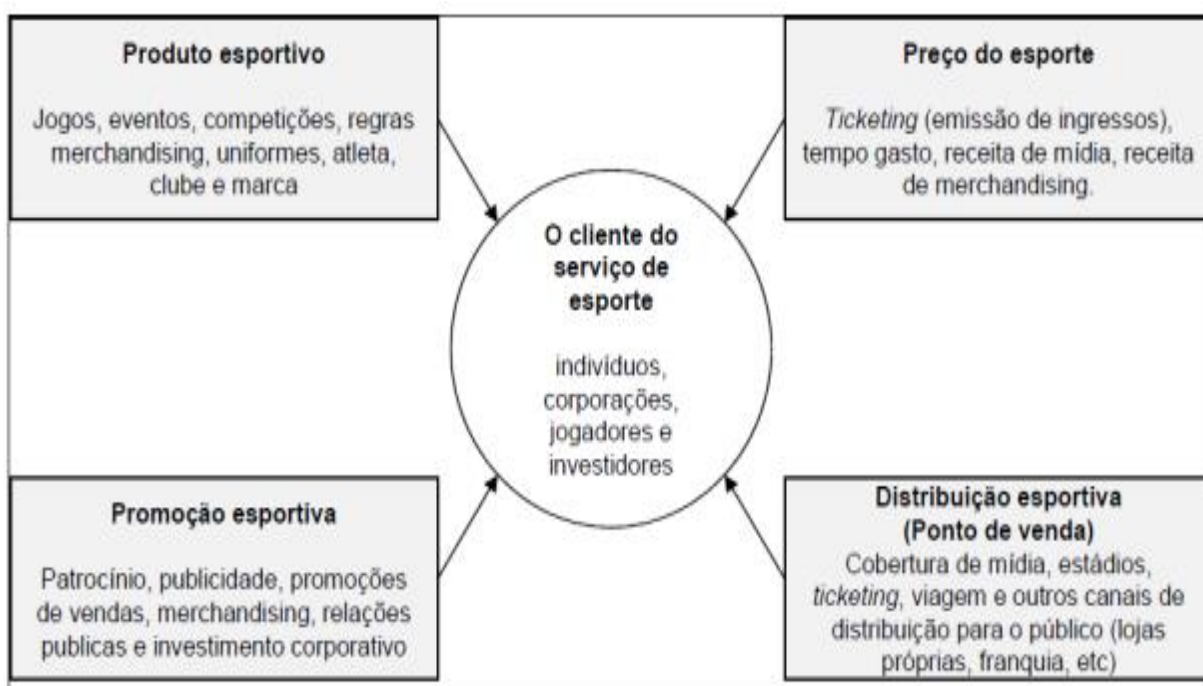 Produto esportivo
Jogos, eventos, competições, regras
merchandising, uniformes, atleta,
clube e marca
Preço do esporte
Ticketing (emissão de ingressos),
tempo gasto, receita de mídia, receita
de merchandising.
O cliente do
serviço de
esporte
indivíduos,
corporações,
jogadores e
investidores
Promoção esportiva
Patrocínio, publicidade, promoções
de vendas, merchandising, relações
publicas e investimento corporativo
Distribuição esportiva
(Ponto de venda)
Cobertura de mídia, estádios,
ticketing, viagem e outros canais de
distribuição para o público (lojas
próprias, franquia, etc)